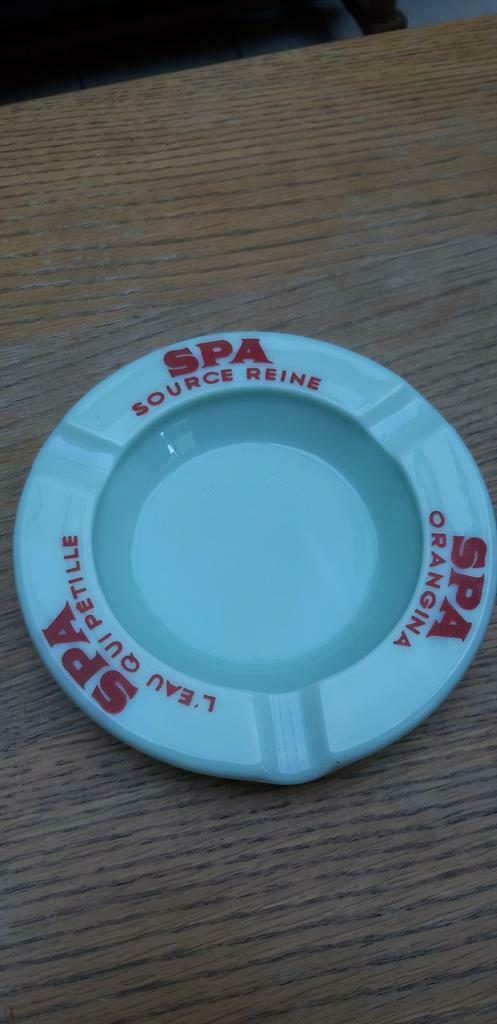 SPA
SOURCE REINE
SPA
ORANGINA
SPA
L'EAU QUI PÉTILLE